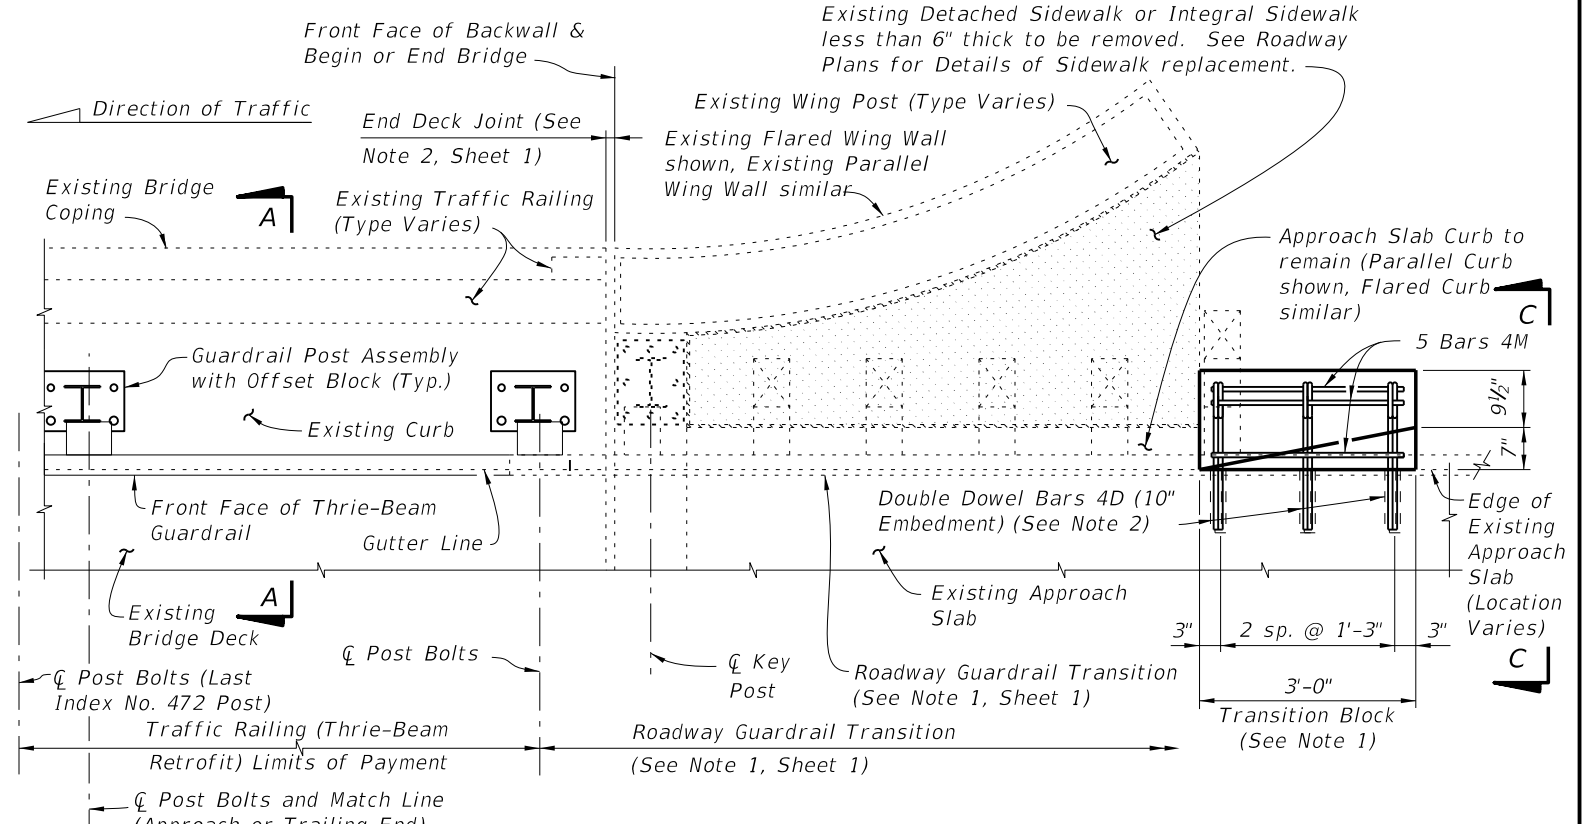 Front Face of Backwall &
Begin or End Bridge
Existing Detached Sidewalk or Integral Sidewalk
less than 6" thick to be removed. See Roadway
Plans for Details of Sidewalk replacement.
Direction of Traffic
End Deck Joint (See
Note 2, Sheet 1)
Existing Wing Post (Type Varies)
Existing Flared Wing Wall
shown, Existing Parallel
Wing Wall similar
Existing Bridge
Coping
A
Existing Traffic Railing
(Type Varies)
Approach Slab Curb to
remain (Parallel Curb
shown, Flared Curb
similar)
C
5 Bars 4M
Guardrail Post Assembly
with Offset Block (Typ.)
Existing Curb
9½"
7"
Front Face of Thrie-Beam
Guardrail
Gutter Line
Double Dowel Bars 4D (10"
Embedment) (See Note 2)
Edge of
Existing
Approach
Slab
(Location
Varies)
Existing
Bridge Deck
A
Existing Approach
Slab
3"
2 sp. @ 1'-3"
3"
℄ Post Bolts
℄ Key
Post
Roadway Guardrail Transition
(See Note 1, Sheet 1)
C
℄ Post Bolts (Last
Index No. 472 Post)
3'-0"
Transition Block
(See Note 1)
Traffic Railing (Thrie-Beam
Retrofit) Limits of Payment
Roadway Guardrail Transition
(See Note 1, Sheet 1)
℄ Post Bolts and Match Line
(Approach or Trailing End)